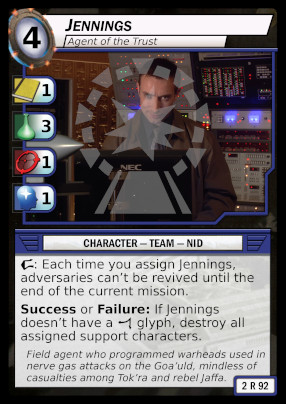 4
JENNINGS
Agent of the Trust
1
3
1
1
NEC
CHARACTER – TEAM – NID
: Each time you assign Jennings,
adversaries can't be revived until the
end of the current mission.
Success or Failure: If Jennings
doesn't have a glyph, destroy all
assigned support characters.
Field agent who programmed warheads used in
nerve gas attacks on the Goa'uld, mindless of
casualties among Tok'ra and rebel Jaffa.
2 R 92